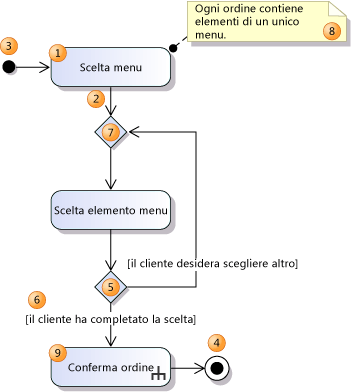 Ogni ordine contiene
elementi di un unico
menu.
8
3
1
Scelta menu
2
7
Scelta elemento menu
[il cliente desidera scegliere altro]
5
6
[il cliente ha completato la scelta]
4
9
Conferma ordine